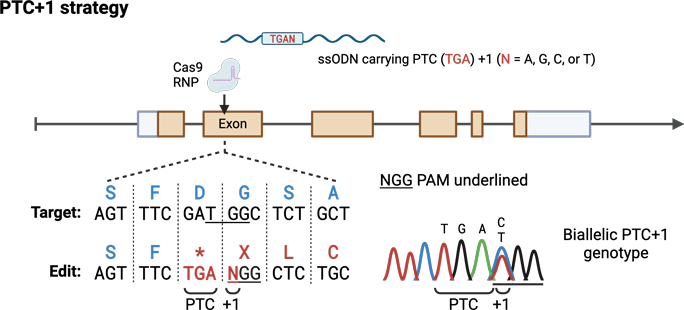 PTC+1 strategy
TGAN
ssODN carrying PTC (TGA) +1 (N = A, G, C, or T)
Cas9
RNP
Exon
NGG PAM underlined
S F D G S A
Target: AGT TTC GAT GGC TCT GCT
S F * X L C
Edit: AGT TTC TGA NGG CTC TGC
PTC +1
C
T G A T
PTC +1
Biallelic PTC+1
genotype